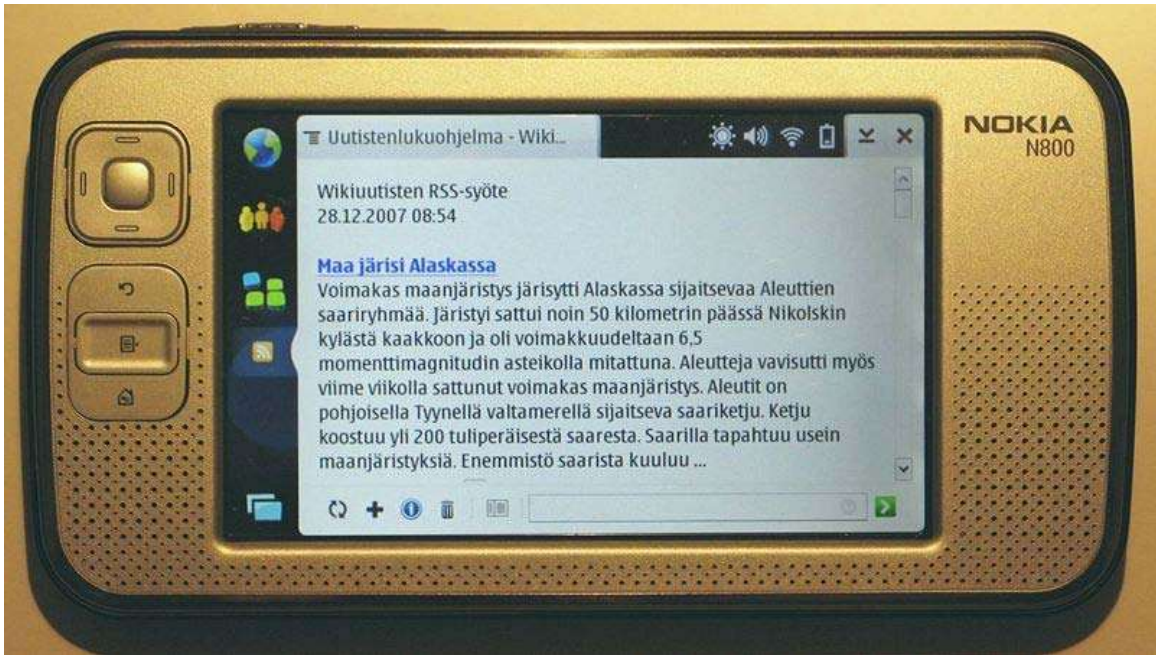 NOKIA
N800
Uutistenlukuohjelma - Wiki...
Wikiuutisten RSS-syöte
28.12.2007 08:54
Maa järisi Alaskassa
Voimakas maanjäristys järisytti Alaskassa sijaitsevaa Aleuttien
saariryhmää. Järistyi sattui noin 50 kilometrin päässä Nikolskin
kylästä kaakkoon ja oli voimakkuudeltaan 6,5
momenttimagnitudin asteikolla mitattuna. Aleutteja vavisutti myös
viime viikolla sattunut voimakas maanjäristys. Aleutit on
pohjoisella Tyynellä valtamerellä sijaitseva saariketju. Ketju
koostuu yli 200 tuliperäisestä saaresta. Saarilla tapahtuu usein
maanjäristyksiä. Enemmistö saarista kuuluu ...